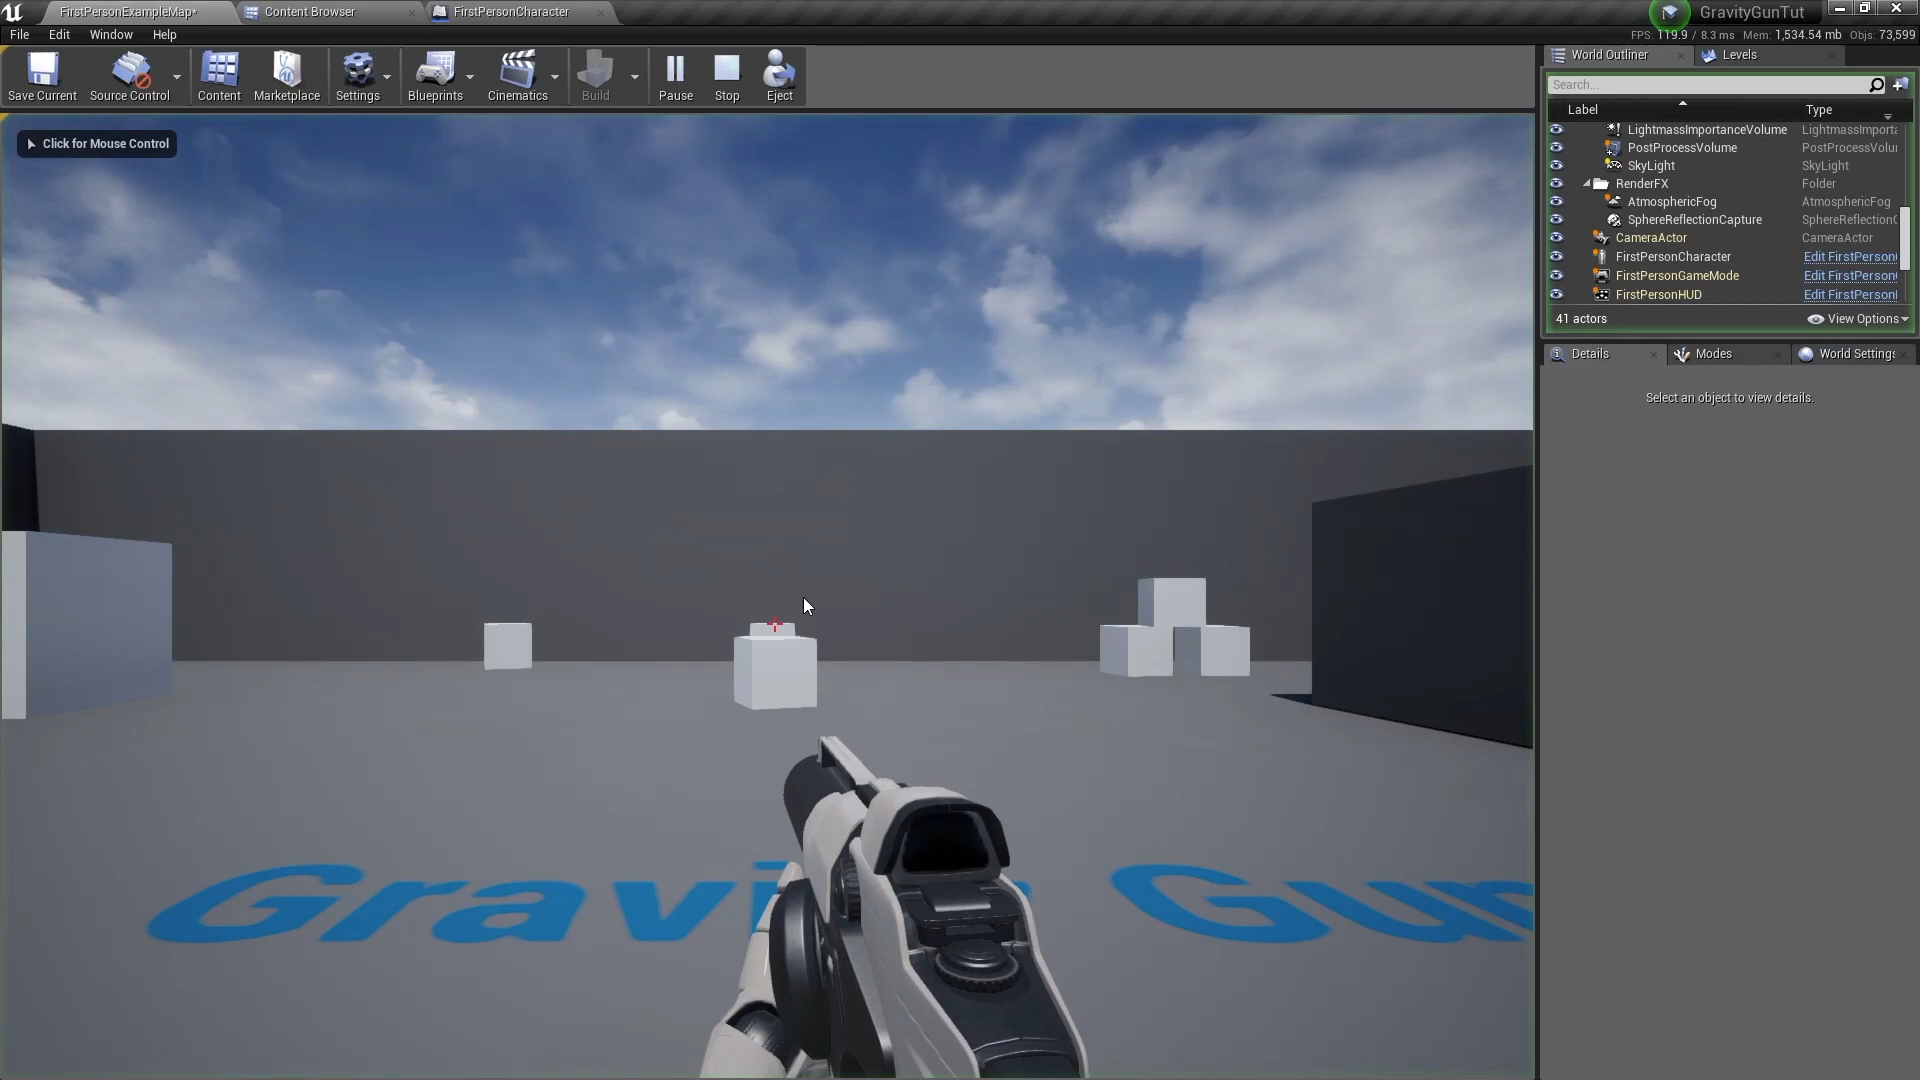 FirstPersonExampleMap*
Content Browser
FirstPersonCharacter
GravityGunTut
File Edit Window Help
FPS: 119.9 / 8.3 ms Mem: 1,534.54 mb Objs: 73,599
Save Current
Source Control
Content
Marketplace
Settings
Blueprints
Cinematics
Build
Pause
Stop
Eject
Click for Mouse Control
World Outliner
Levels
Search...
Label Type
LightmassImportanceVolume LightmassImporta
PostProcessVolume PostProcessVolu
SkyLight SkyLight
RenderFX Folder
AtmosphericFog AtmosphericFog
SphereReflectionCapture SphereReflectionC
CameraActor CameraActor
FirstPersonCharacter Edit FirstPerson
FirstPersonGameMode Edit FirstPerson
FirstPersonHUD Edit FirstPerson
41 actors View Options
Details
Modes
World Settings
Select an object to view details.
Gravi Gun